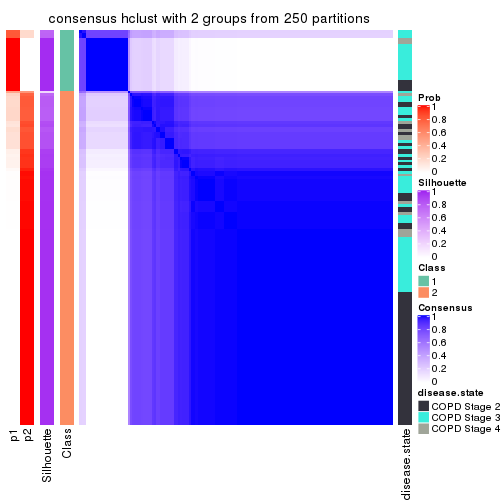 consensus hclust with 2 groups from 250 partitions
Prob
1
0.8
0.6
0.4
0.2
0
Silhouette
1
0.8
0.6
0.4
0.2
0
Class
1
2
Consensus
1
0.8
0.6
0.4
0.2
0
disease.state
COPD Stage 2
COPD Stage 3
COPD Stage 4
p1
p2
Silhouette
Class
disease.state